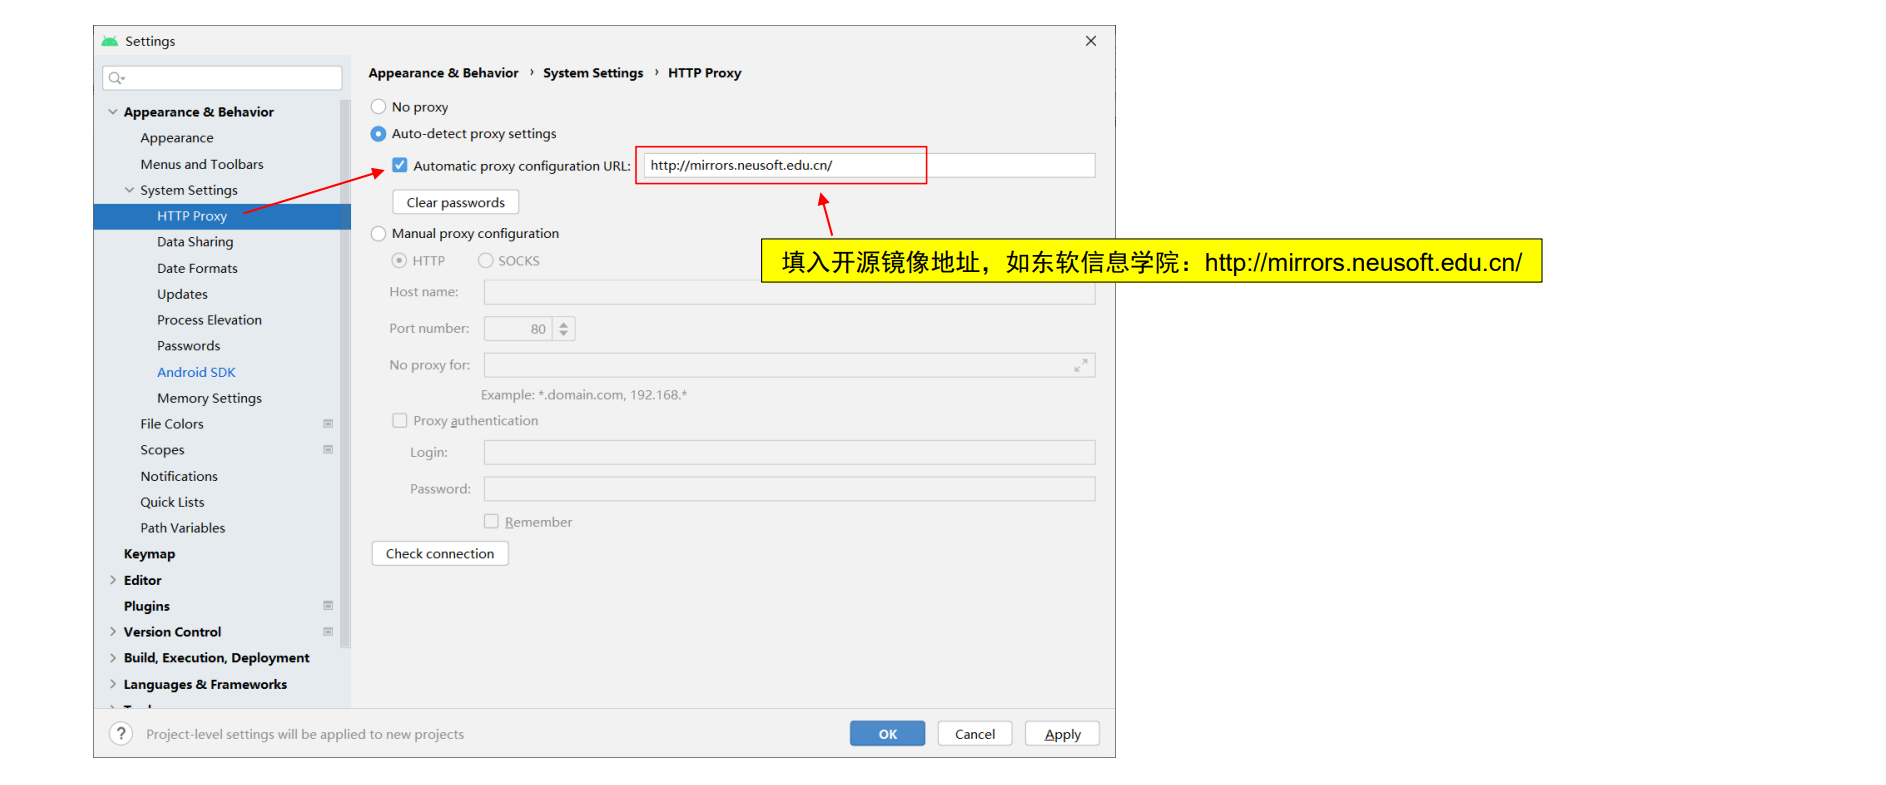 Settings
Appearance & Behavior › System Settings › HTTP Proxy
Appearance & Behavior
Appearance
Menus and Toolbars
System Settings
HTTP Proxy
Data Sharing
Date Formats
Updates
Process Elevation
Passwords
Android SDK
Memory Settings
File Colors
Scopes
Notifications
Quick Lists
Path Variables
Keymap
Editor
Plugins
Version Control
Build, Execution, Deployment
Languages & Frameworks
No proxy
Auto-detect proxy settings
Automatic proxy configuration URL: http://mirrors.neusoft.edu.cn/
Clear passwords
Manual proxy configuration
填入开源镜像地址，如东软信息学院：http://mirrors.neusoft.edu.cn/
HTTP SOCKS
Host name:
Port number: 80
No proxy for:
Example: *.domain.com, 192.168.*
Proxy authentication
Login:
Password:
Remember
Check connection
? Project-level settings will be applied to new projects
OK Cancel Apply